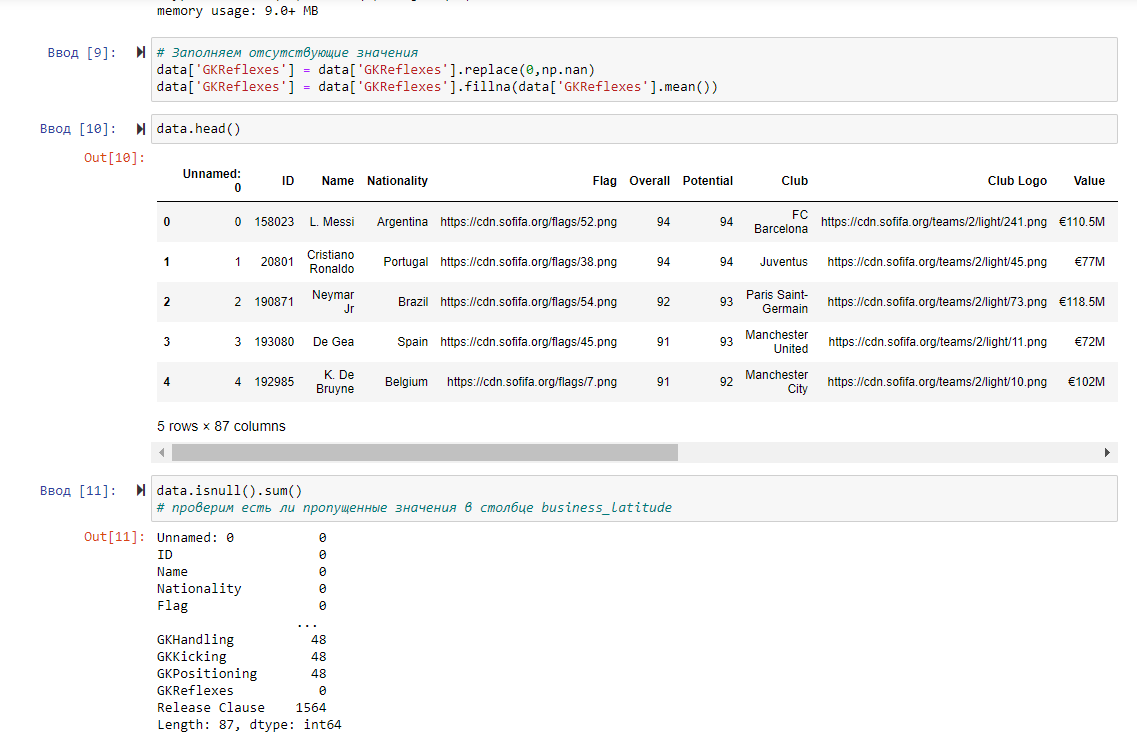 memory usage: 9.0+ MB
Ввод [9]:
# Заполняем отсутствующие значения
data['GKReflexes'] = data['GKReflexes'].replace(0,np.nan)
data['GKReflexes'] = data['GKReflexes'].fillna(data['GKReflexes'].mean())
Ввод [10]:
data.head()
Out[10]:
Unnamed: 0 ID Name Nationality Flag Overall Potential Club Club Logo Value
0 0 158023 L. Messi Argentina https://cdn.sofifa.org/flags/52.png 94 94 FC Barcelona https://cdn.sofifa.org/teams/2/light/241.png €110.5M
1 1 20801 Cristiano Ronaldo Portugal https://cdn.sofifa.org/flags/38.png 94 94 Juventus https://cdn.sofifa.org/teams/2/light/45.png €77M
2 2 190871 Neymar Jr Brazil https://cdn.sofifa.org/flags/54.png 92 93 Paris Saint-Germain https://cdn.sofifa.org/teams/2/light/73.png €118.5M
3 3 193080 De Gea Spain https://cdn.sofifa.org/flags/45.png 91 93 Manchester United https://cdn.sofifa.org/teams/2/light/11.png €72M
4 4 192985 K. De Bruyne Belgium https://cdn.sofifa.org/flags/7.png 91 92 Manchester City https://cdn.sofifa.org/teams/2/light/10.png €102M
5 rows × 87 columns
Ввод [11]:
data.isnull().sum()
# проверим есть ли пропущенные значения в столбце business_latitude
Out[11]:
Unnamed: 0 0
ID 0
Name 0
Nationality 0
Flag 0
...
GKHandling 48
GKKicking 48
GKPositioning 48
GKReflexes 0
Release Clause 1564
Length: 87, dtype: int64